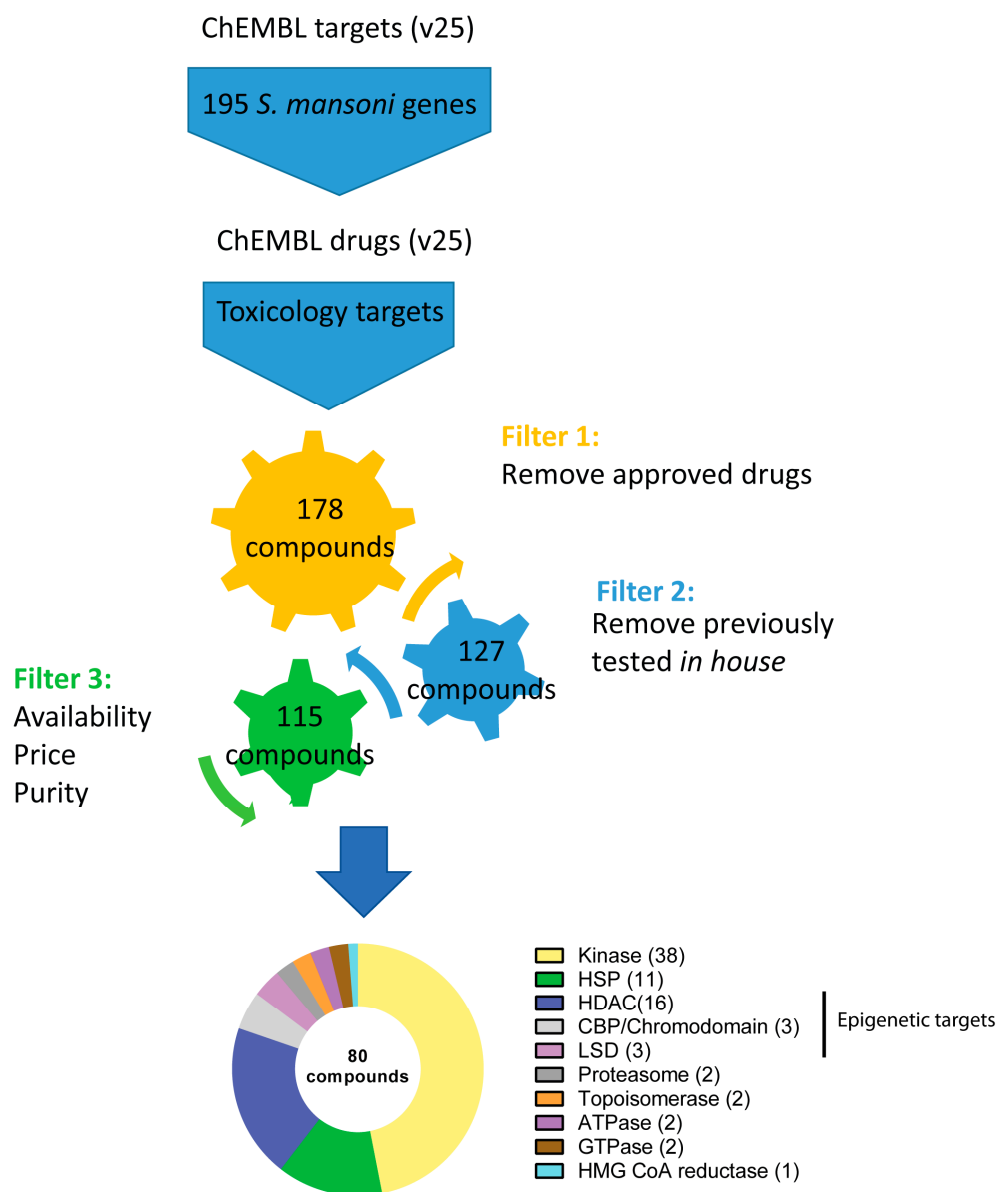 ChEMBL targets (v25)
195 S. mansoni genes
ChEMBL drugs (v25)
Toxicology targets
Filter 1:
Remove approved drugs
178
compounds
Filter 2:
Remove previously
tested in house
127
compounds
Filter 3:
Availability
Price
Purity
115
compounds
80
compounds
Kinase (38)
HSP (11)
HDAC(16)
CBP/Chromodomain (3)
LSD (3)
Proteasome (2)
Topoisomerase (2)
ATPase (2)
GTPase (2)
HMG CoA reductase (1)
Epigenetic targets